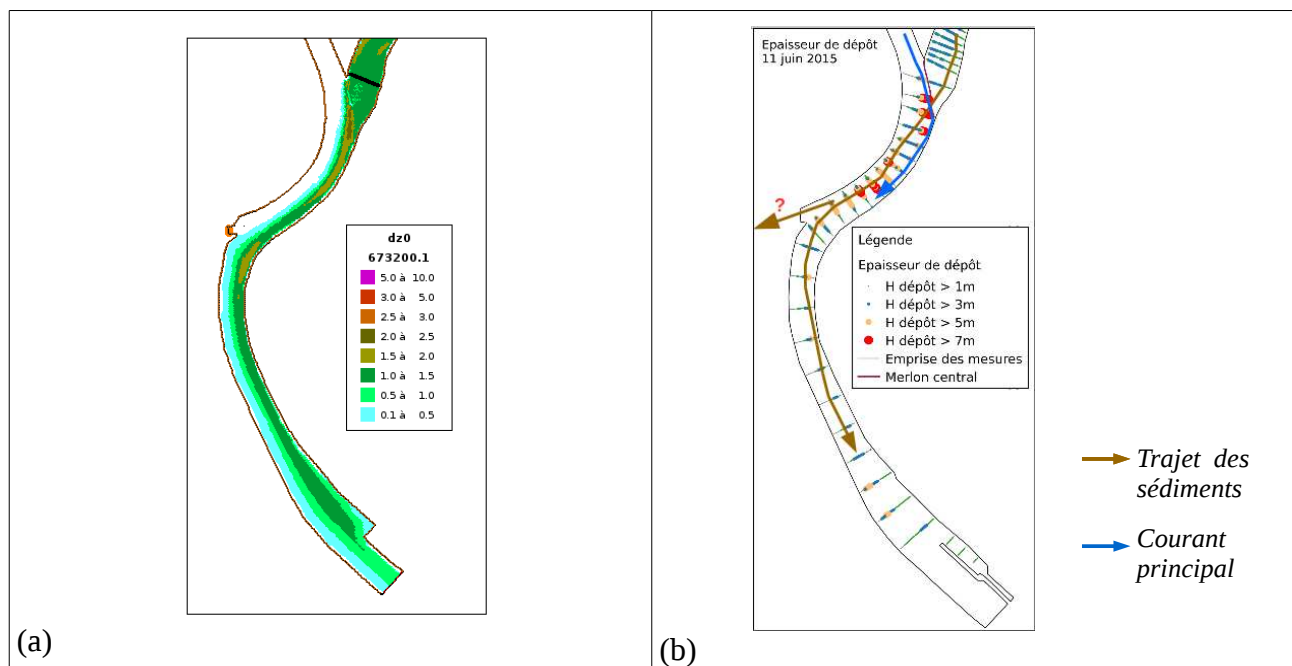 dz0
673200.1
5.0 à 10.0
3.0 à 5.0
2.5 à 3.0
2.0 à 2.5
1.5 à 2.0
1.0 à 1.5
0.5 à 1.0
0.1 à 0.5
(a)
Epaisseur de dépôt
11 juin 2015
?
Légende
Epaisseur de dépôt
H dépôt > 1m
H dépôt > 3m
H dépôt > 5m
H dépôt > 7m
Emprise des mesures
Merlon central
Trajet des
sédiments
Courant
principal
(b)